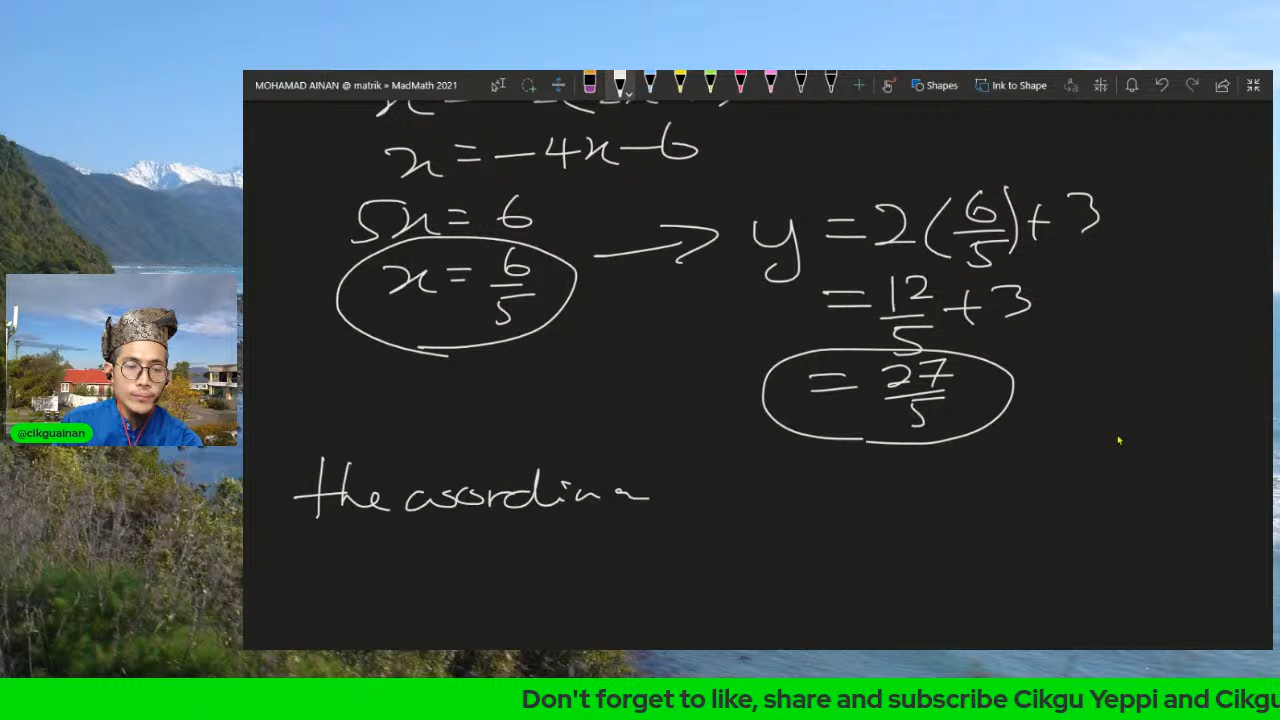 MOHAMAD AINAN @ matrik » MadMath 2021
Shapes
Ink to Shape
x = -4x-6
5x = 6
x = 6/5
y = 2(6/5)+3
= 12/5 + 3
= 27/5
the coordina
@cikguainan
Don't forget to like, share and subscribe Cikgu Yeppi and Cikgu